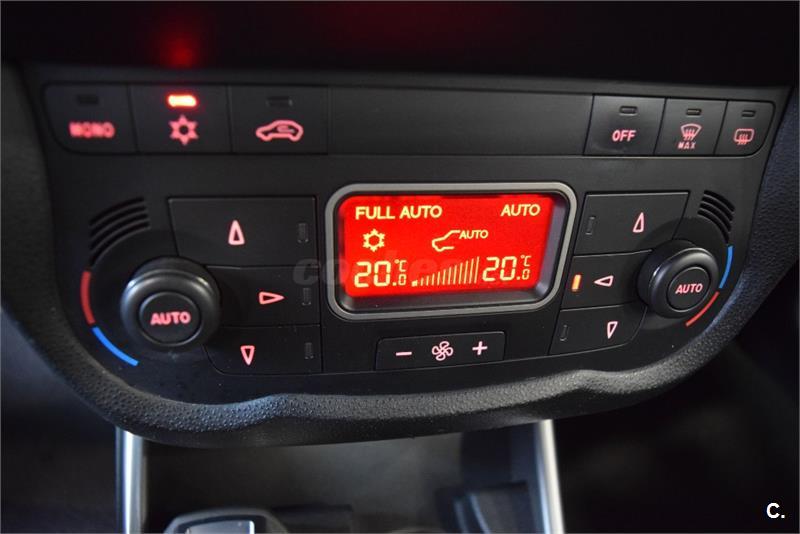 MONO
OFF
MAX
FULL AUTO AUTO
AUTO
20.0°C 20.0°C
AUTO
AUTO
− +
C.